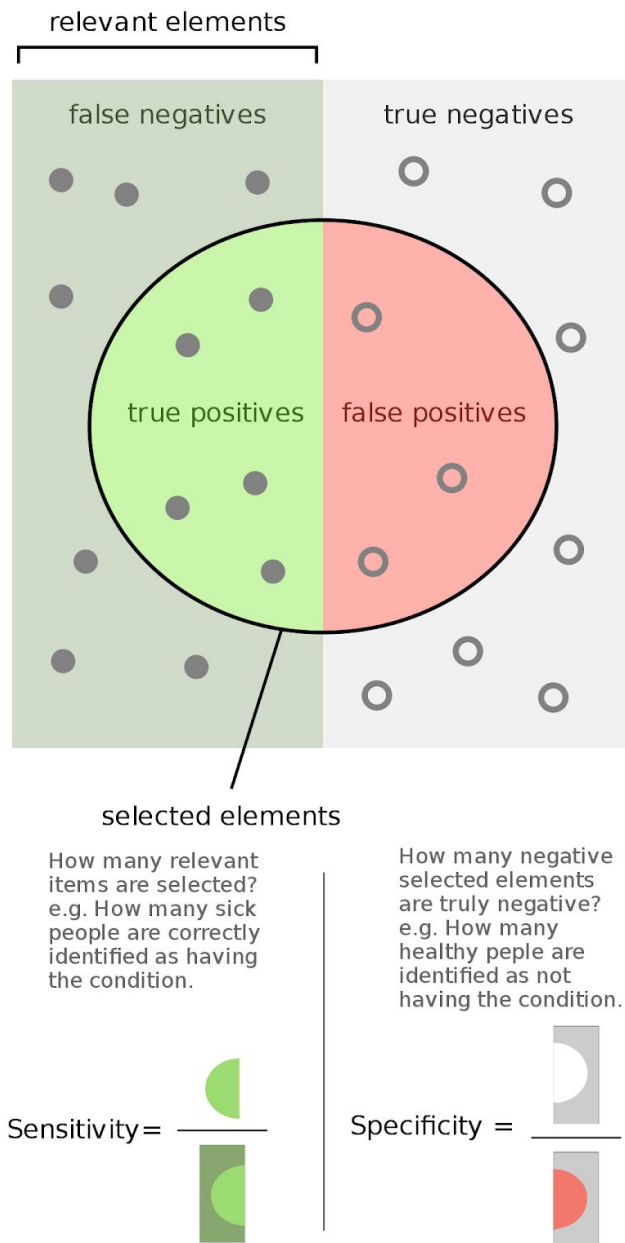 relevant elements
false negatives
true negatives
true positives
false positives
selected elements
How many relevant
items are selected?
e.g. How many sick
people are correctly
identified as having
the condition.
How many negative
selected elements
are truly negative?
e.g. How many
healthy peple are
identified as not
having the condition.
Sensitivity=
Specificity =